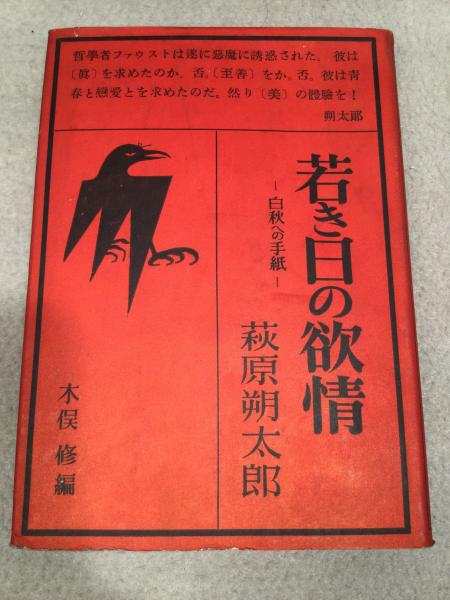 哲學者ファウストは遂に惡魔に誘惑された。彼は
〔眞〕を求めたのか。否。〔至善〕をか。否。彼は靑
春と戀愛とを求めたのだ。然り〔美〕の體驗を！
朔太郞
若き日の欲情
―白秋への手紙―
萩原朔太郎
木俣修編